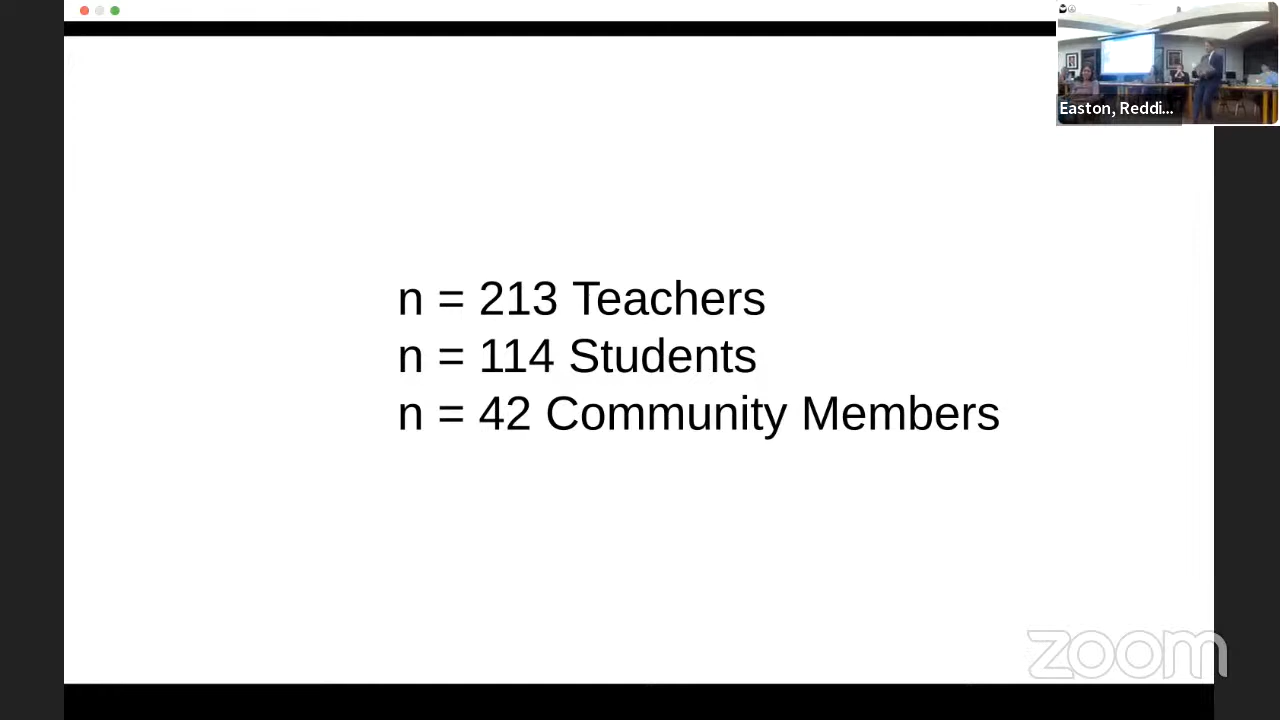 Easton, Reddi...
n = 213 Teachers
n = 114 Students
n = 42 Community Members
zoom